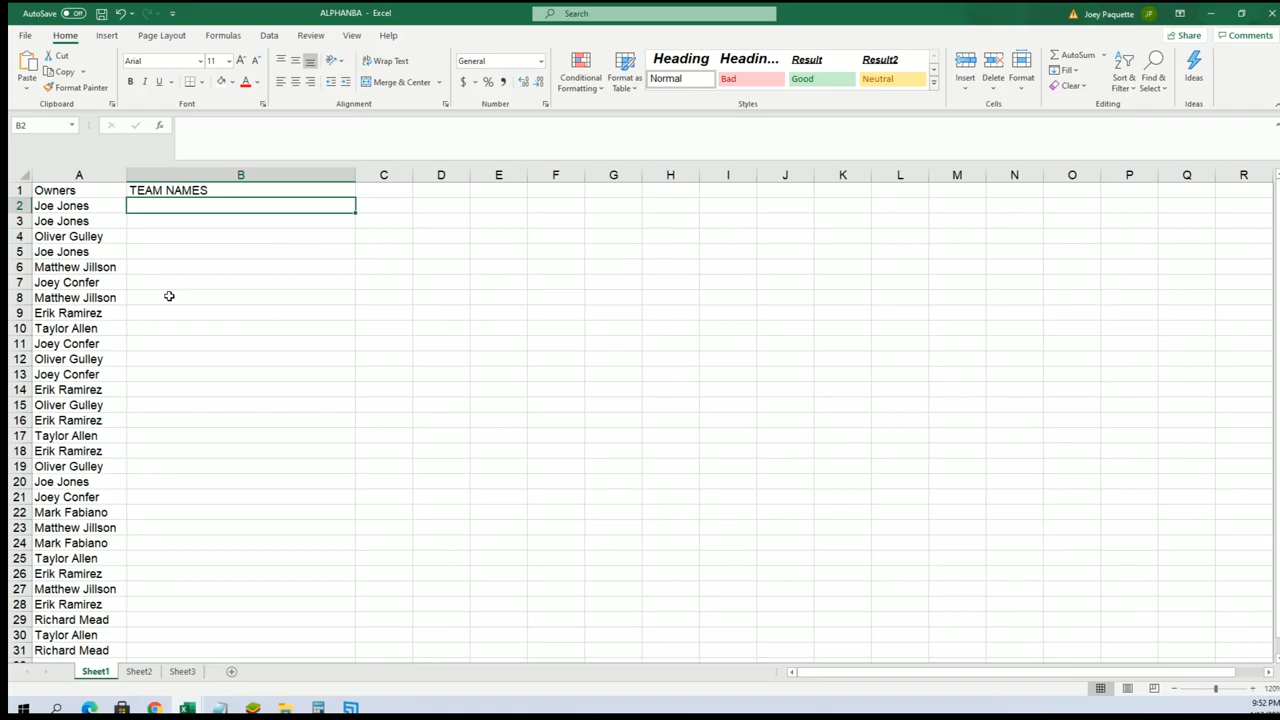 AutoSave Off
ALPHANBA - Excel
Search
Joey Paquette JP
File Home Insert Page Layout Formulas Data Review View Help
Share Comments
Paste
Cut
Copy
Format Painter
Clipboard
Arial 11
B I U
Font
Wrap Text
Merge & Center
Alignment
General
$ % ,
Number
Conditional Formatting
Format as Table
Heading Headin... Result Result2
Normal Bad Good Neutral
Styles
Insert Delete Format
Cells
AutoSum
Fill
Clear
Sort & Filter
Find & Select
Editing
Ideas
Ideas
B2
fx
A B C D E F G H I J K L M N O P Q R
1 Owners TEAM NAMES
2 Joe Jones
3 Joe Jones
4 Oliver Gulley
5 Joe Jones
6 Matthew Jillson
7 Joey Confer
8 Matthew Jillson
9 Erik Ramirez
10 Taylor Allen
11 Joey Confer
12 Oliver Gulley
13 Joey Confer
14 Erik Ramirez
15 Oliver Gulley
16 Erik Ramirez
17 Taylor Allen
18 Erik Ramirez
19 Oliver Gulley
20 Joe Jones
21 Joey Confer
22 Mark Fabiano
23 Matthew Jillson
24 Mark Fabiano
25 Taylor Allen
26 Erik Ramirez
27 Matthew Jillson
28 Erik Ramirez
29 Richard Mead
30 Taylor Allen
31 Richard Mead
Sheet1 Sheet2 Sheet3
120%
9:52 PM